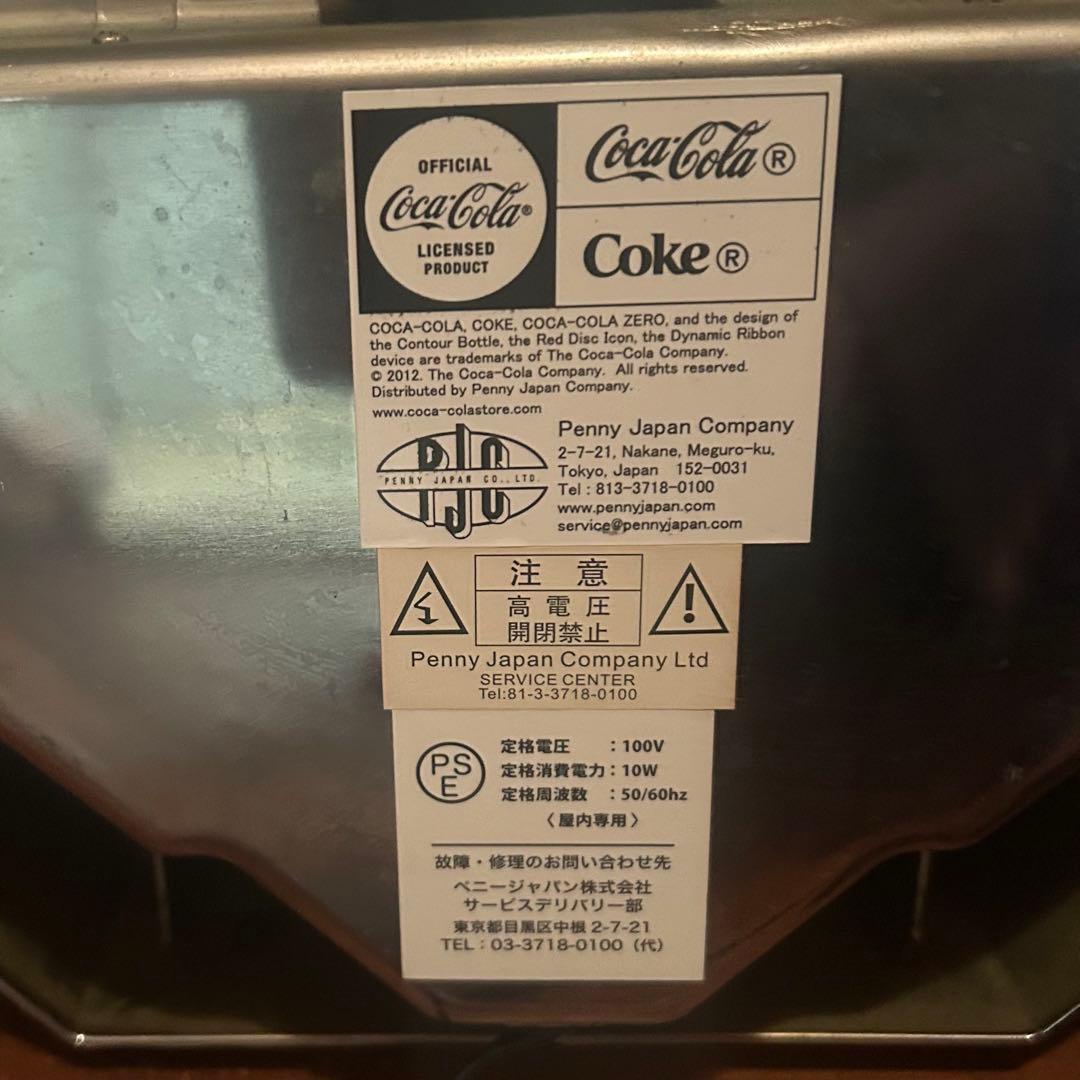 OFFICIAL
Coca-Cola®
LICENSED
PRODUCT
Coca-Cola®
Coke®
COCA-COLA, COKE, COCA-COLA ZERO, and the design of
the Contour Bottle, the Red Disc Icon, the Dynamic Ribbon
device are trademarks of The Coca-Cola Company.
© 2012. The Coca-Cola Company. All rights reserved.
Distributed by Penny Japan Company.
www.coca-colastore.com
PJC
PENNY JAPAN CO., LTD.
Penny Japan Company
2-7-21, Nakane, Meguro-ku,
Tokyo, Japan 152-0031
Tel : 813-3718-0100
www.pennyjapan.com
service@pennyjapan.com
注 意
高 電 圧
開閉禁止
Penny Japan Company Ltd
SERVICE CENTER
Tel:81-3-3718-0100
PSE
定格電圧 :100V
定格消費電力:10W
定格周波数 :50/60hz
〈屋内専用〉
故障・修理のお問い合わせ先
ペニージャパン株式会社
サービスデリバリー部
東京都目黒区中根 2-7-21
TEL:03-3718-0100(代)